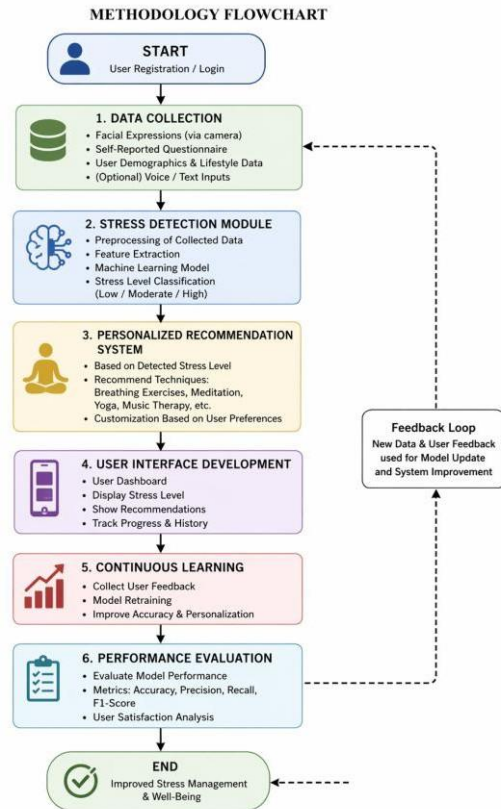 METHODOLOGY FLOWCHART
START
User Registration / Login
1. DATA COLLECTION
• Facial Expressions (via camera)
• Self-Reported Questionnaire
• User Demographics & Lifestyle Data
• (Optional) Voice / Text Inputs
2. STRESS DETECTION MODULE
• Preprocessing of Collected Data
• Feature Extraction
• Machine Learning Model
• Stress Level Classification
(Low / Moderate / High)
3. PERSONALIZED RECOMMENDATION
SYSTEM
• Based on Detected Stress Level
• Recommend Techniques:
Breathing Exercises, Meditation,
Yoga, Music Therapy, etc.
• Customization Based on User Preferences
4. USER INTERFACE DEVELOPMENT
• User Dashboard
• Display Stress Level
• Show Recommendations
• Track Progress & History
5. CONTINUOUS LEARNING
• Collect User Feedback
• Model Retraining
• Improve Accuracy & Personalization
6. PERFORMANCE EVALUATION
• Evaluate Model Performance
• Metrics: Accuracy, Precision, Recall,
F1-Score
• User Satisfaction Analysis
END
Improved Stress Management
& Well-Being
Feedback Loop
New Data & User Feedback
used for Model Update
and System Improvement